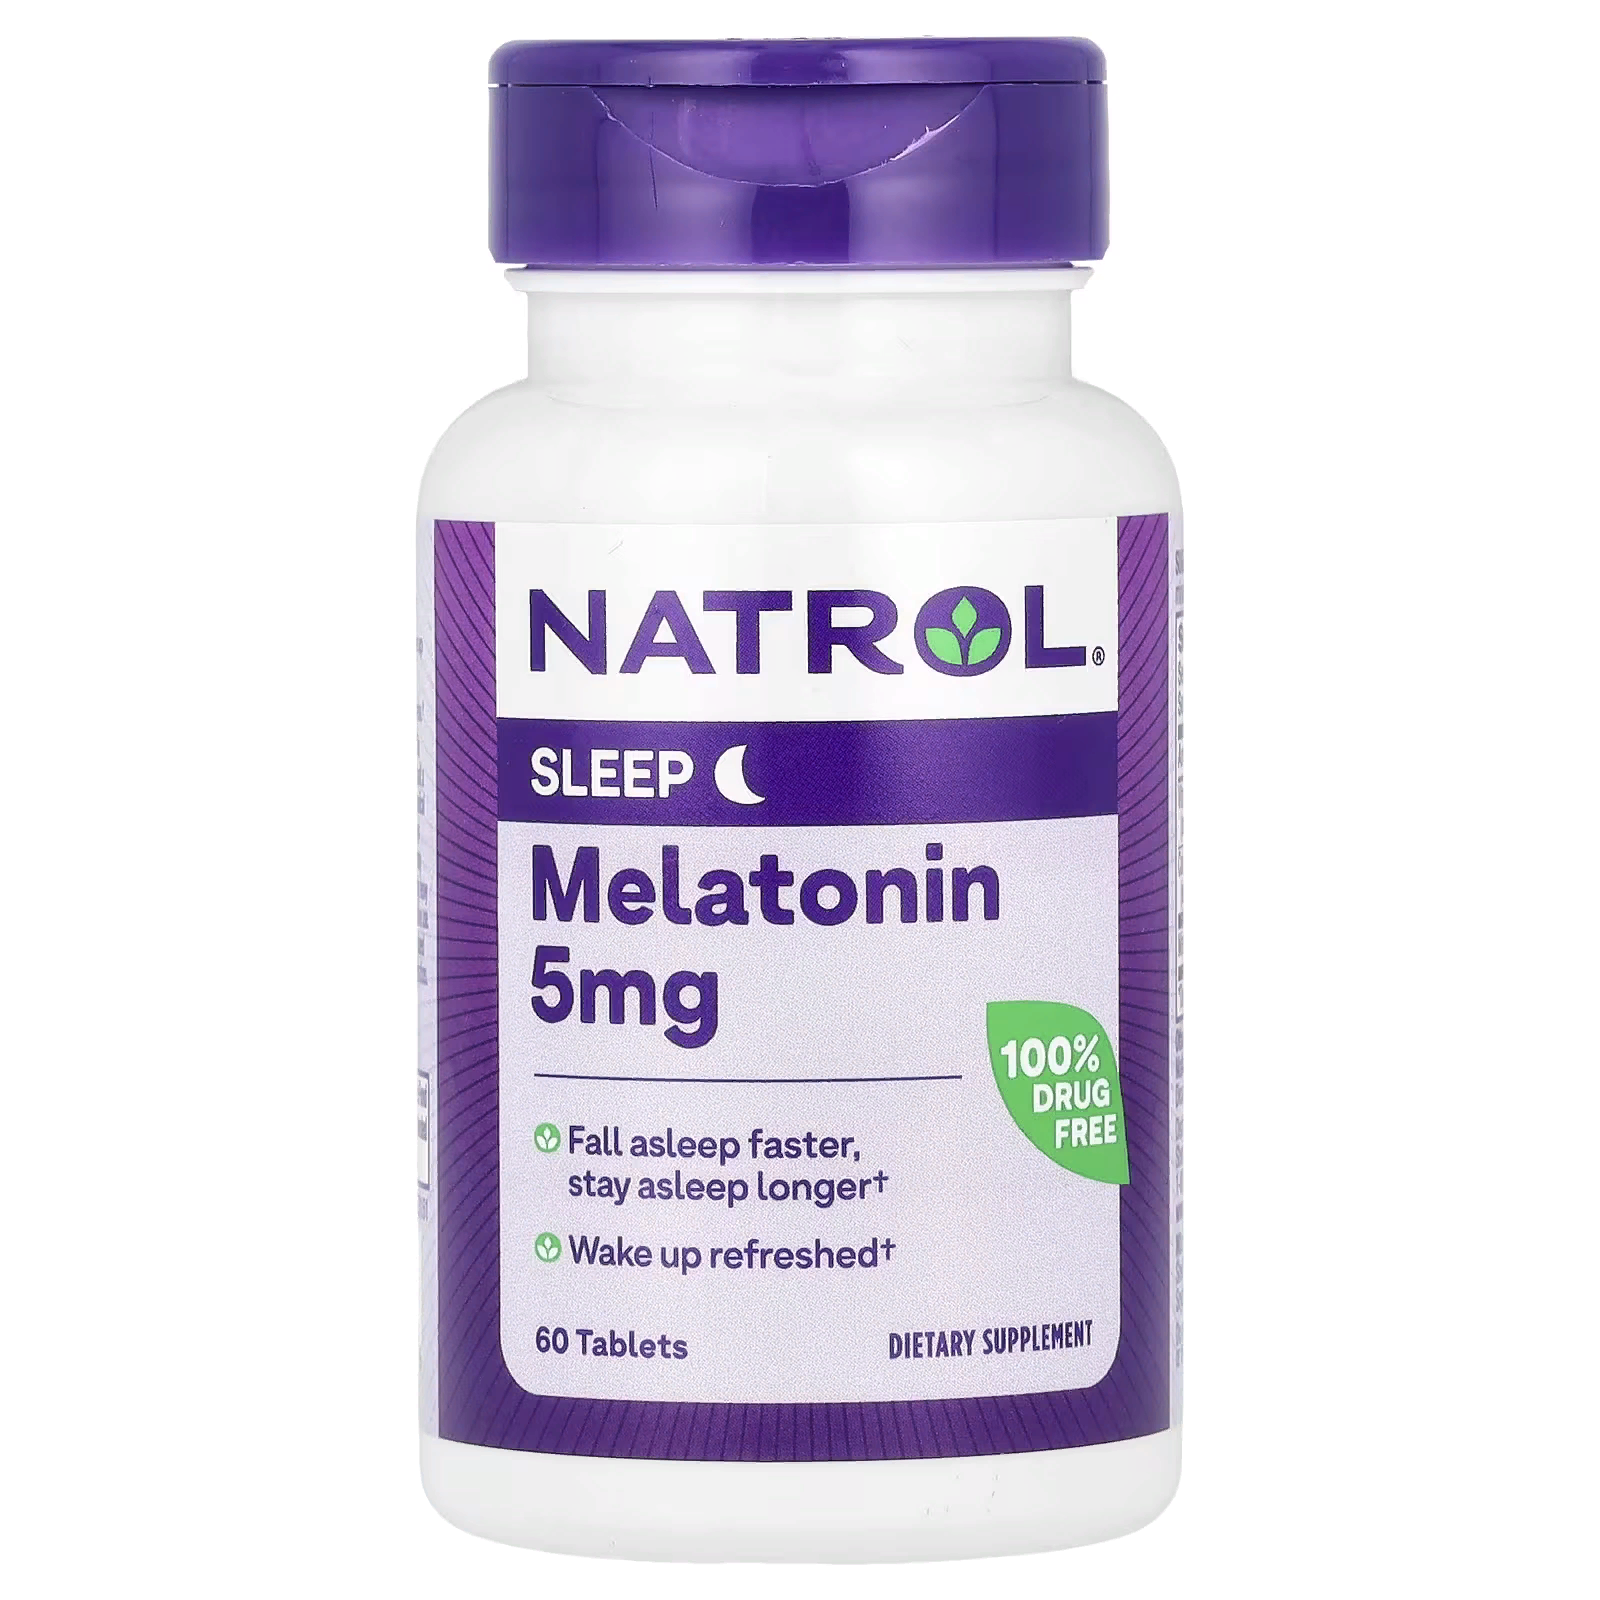 NATROL®
SLEEP
Melatonin
5mg
100%
DRUG
FREE
Fall asleep faster,
stay asleep longer†
Wake up refreshed†
60 Tablets
DIETARY SUPPLEMENT